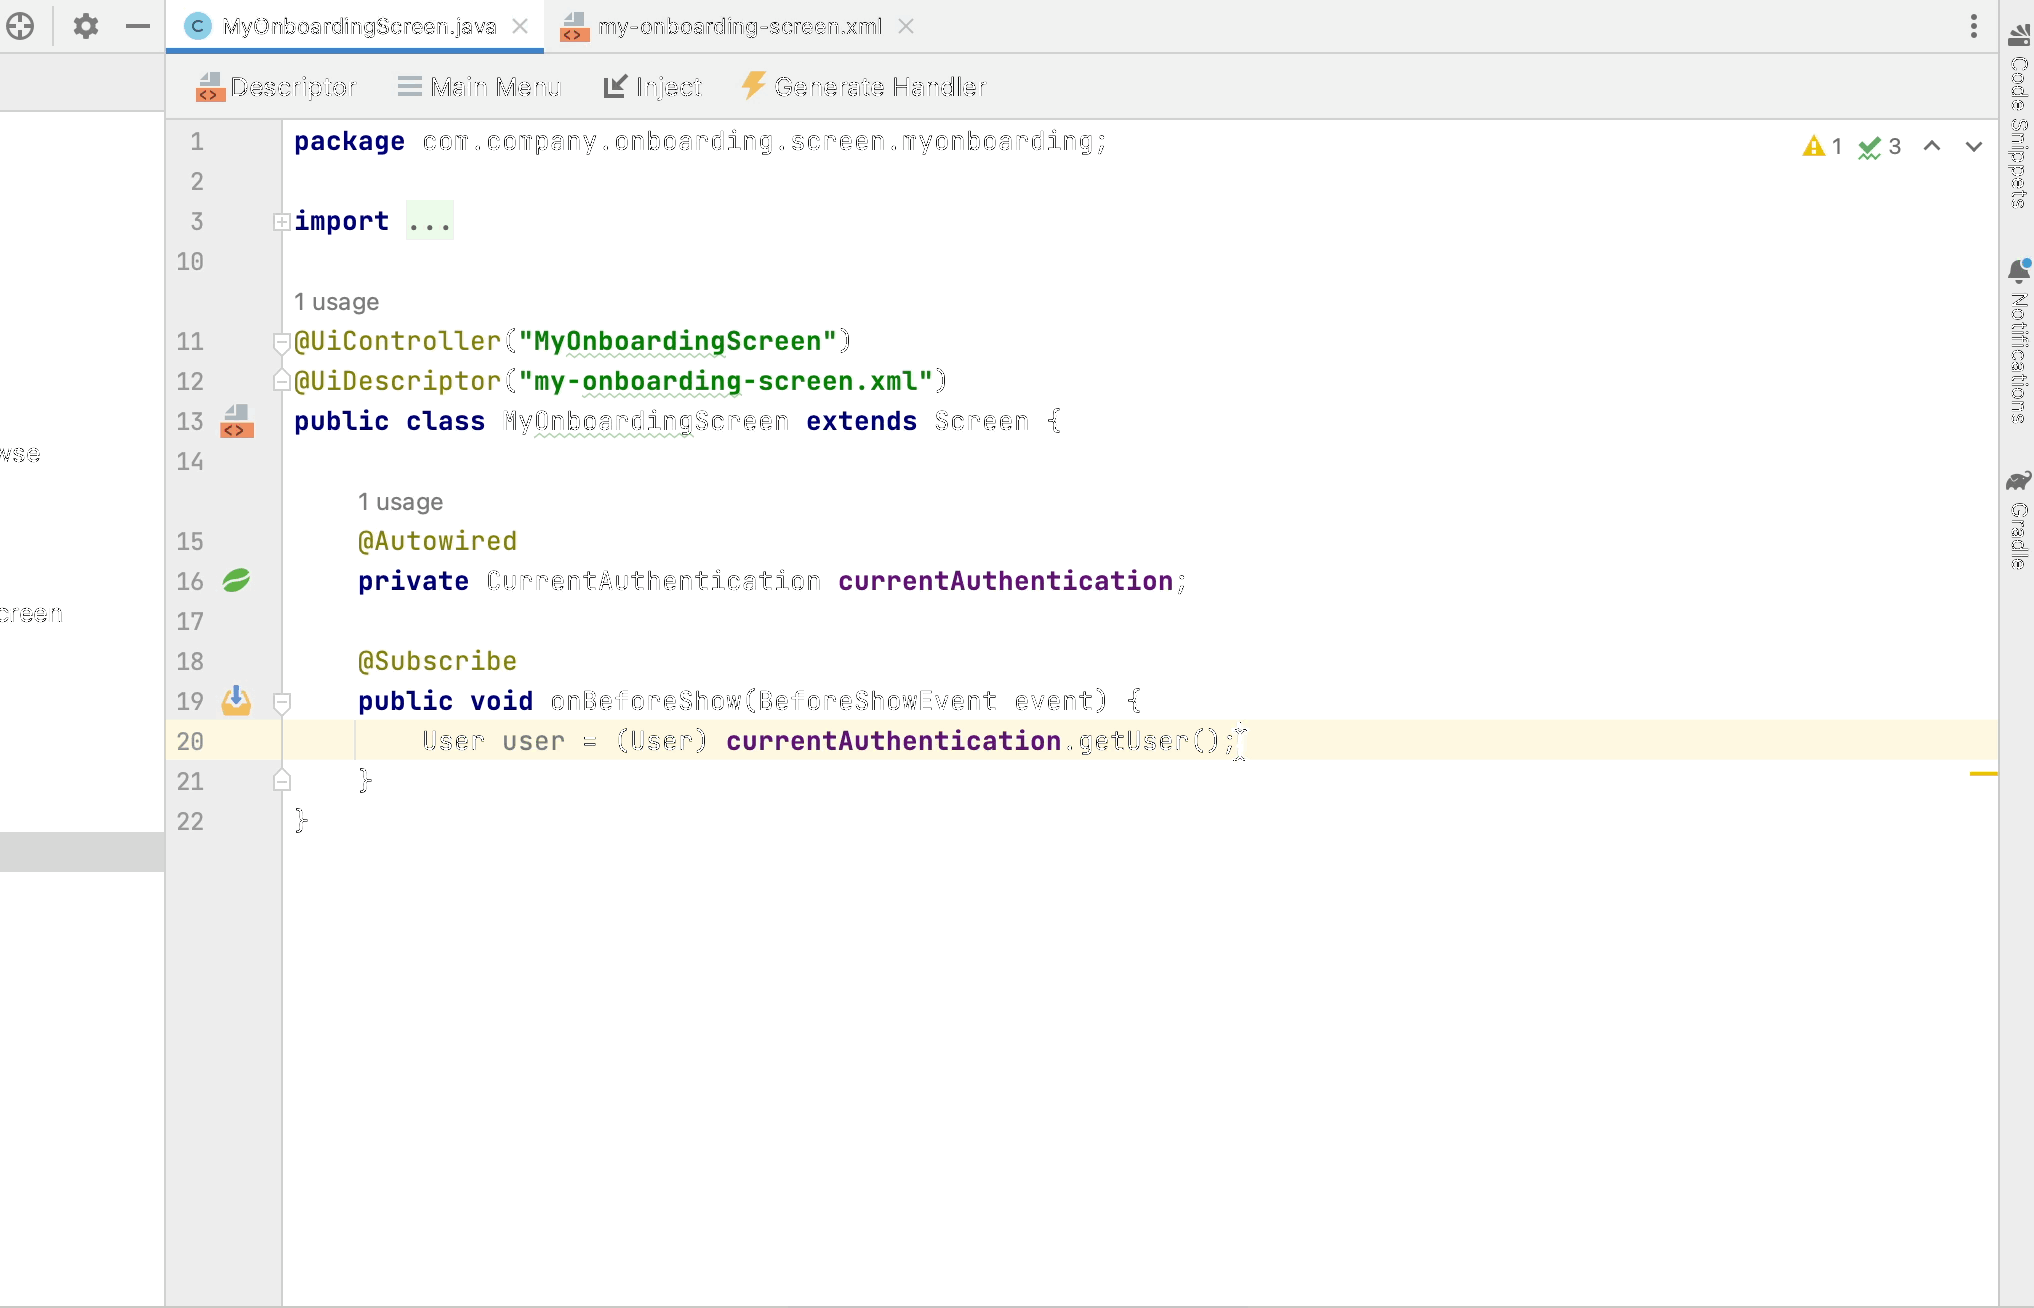 MyOnboardingScreen.java
my-onboarding-screen.xml
Descriptor
Main Menu
Inject
Generate Handler
1 package com.company.onboarding.screen.myonboarding;
1 3
2
3 import ...
10
1 usage
11 @UiController("MyOnboardingScreen")
12 @UiDescriptor("my-onboarding-screen.xml")
13 public class MyOnboardingScreen extends Screen {
14
1 usage
15 @Autowired
16 private CurrentAuthentication currentAuthentication;
17
18 @Subscribe
19 public void onBeforeShow(BeforeShowEvent event) {
20 User user = (User) currentAuthentication.getUser();
21 }
22 }
wse
creen
Code Snippets
Notifications
Gradle